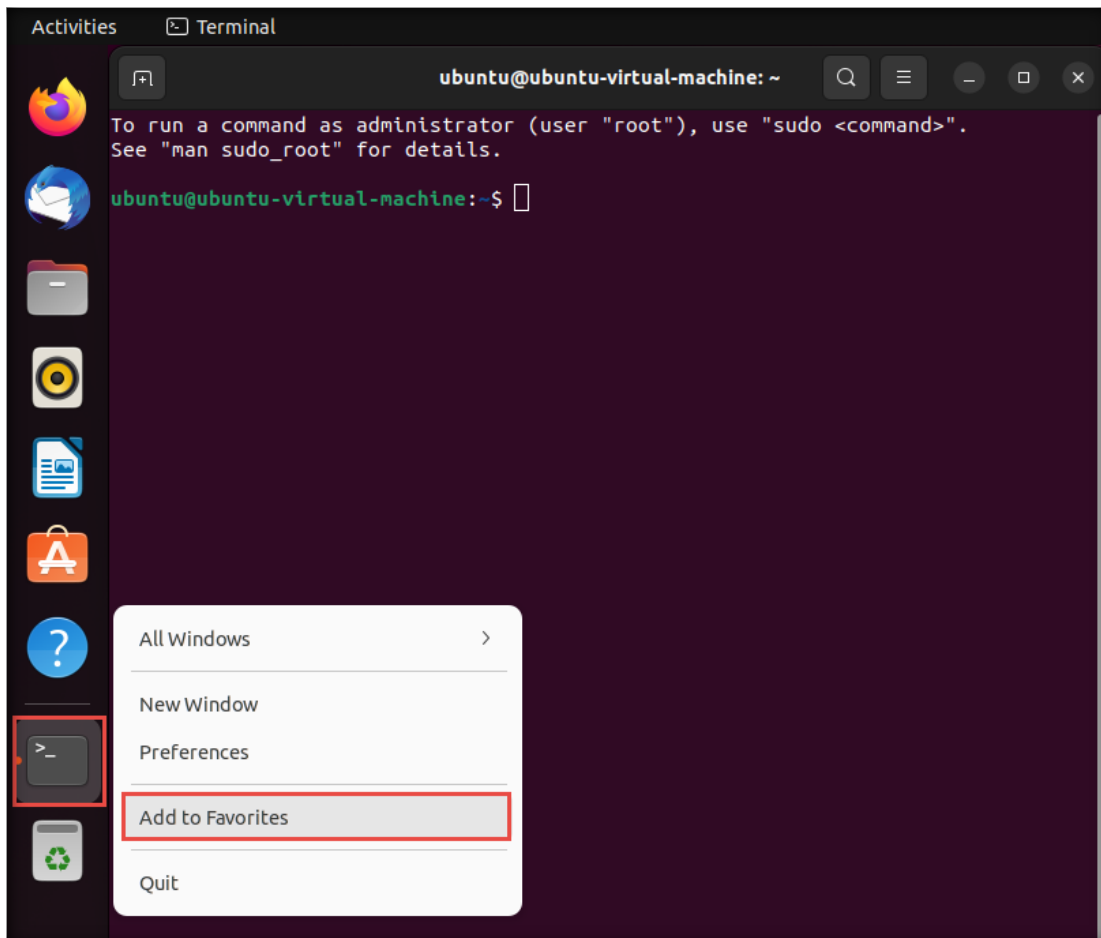 Activities
Terminal
ubuntu@ubuntu-virtual-machine: ~
To run a command as administrator (user "root"), use "sudo <command>".
See "man sudo_root" for details.
ubuntu@ubuntu-virtual-machine:~$
All Windows
New Window
Preferences
Add to Favorites
Quit